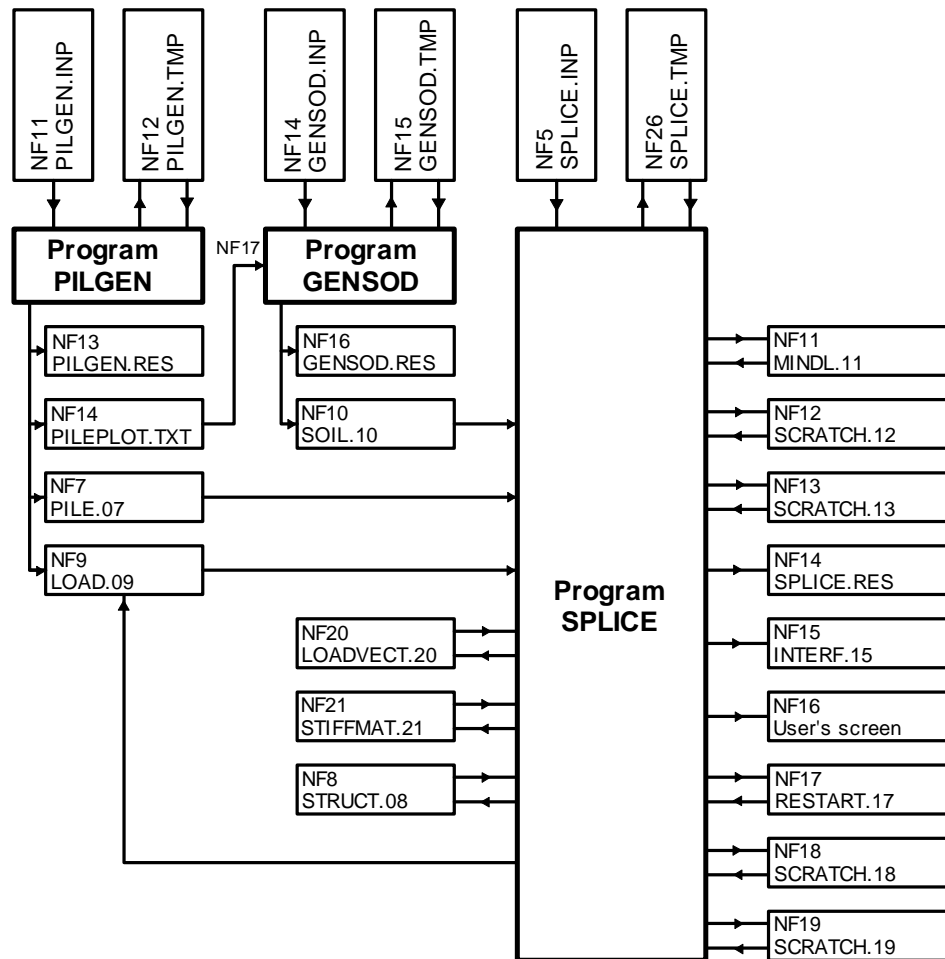 NF11
PILGEN.INP
NF12
PILGEN.TMP
NF14
GENSOD.INP
NF15
GENSOD.TMP
NF5
SPLICE.INP
NF26
SPLICE.TMP
Program
PILGEN
NF17
Program
GENSOD
NF13
PILGEN.RES
NF16
GENSOD.RES
NF14
PILEPLOT.TXT
NF10
SOIL.10
NF7
PILE.07
NF9
LOAD.09
NF20
LOADVECT.20
NF21
STIFFMAT.21
NF8
STRUCT.08
Program
SPLICE
NF11
MINDL.11
NF12
SCRATCH.12
NF13
SCRATCH.13
NF14
SPLICE.RES
NF15
INTERF.15
NF16
User's screen
NF17
RESTART.17
NF18
SCRATCH.18
NF19
SCRATCH.19